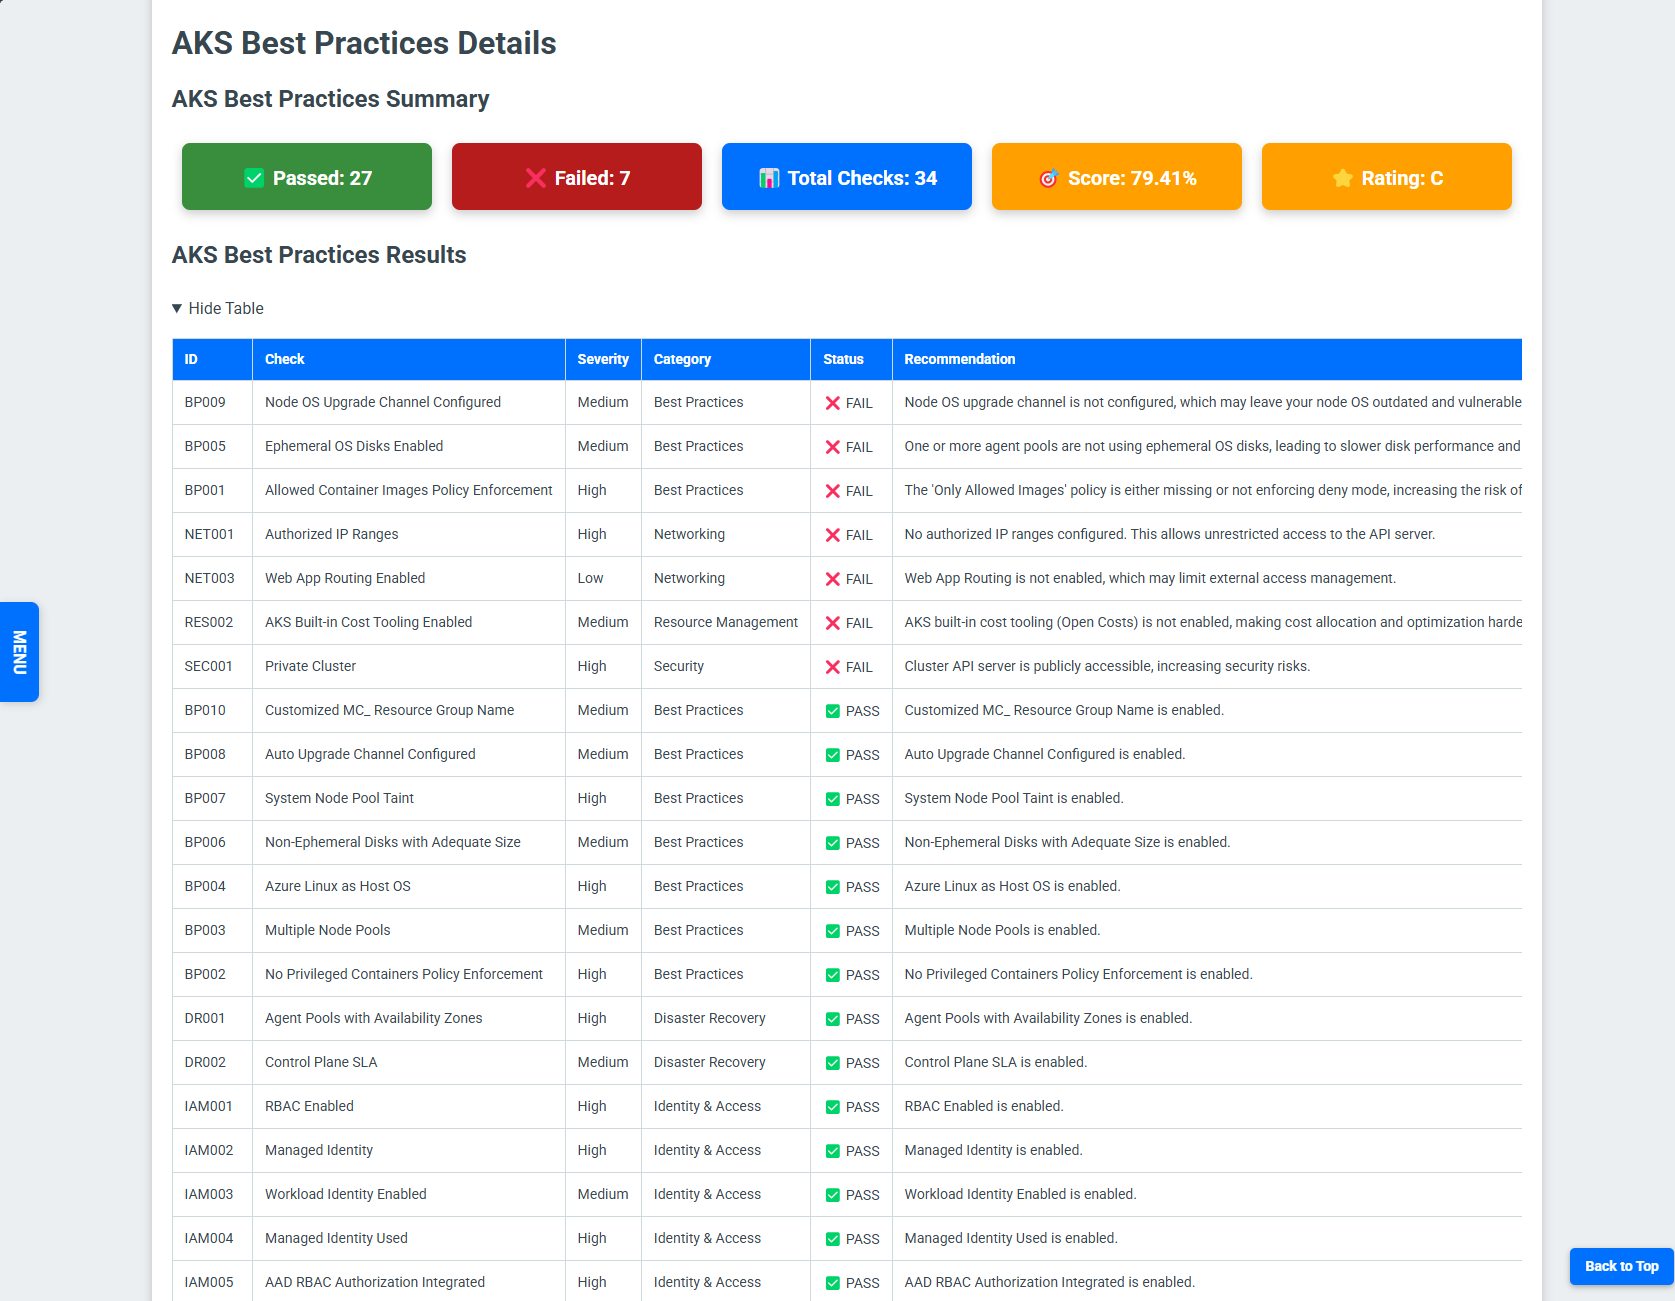 AKS Best Practices Details
AKS Best Practices Summary
✅ Passed: 27
❌ Failed: 7
📊 Total Checks: 34
🎯 Score: 79.41%
⭐ Rating: C
AKS Best Practices Results
▼ Hide Table
ID Check Severity Category Status Recommendation
BP009 Node OS Upgrade Channel Configured Medium Best Practices ❌ FAIL Node OS upgrade channel is not configured, which may leave your node OS outdated and vulnerable
BP005 Ephemeral OS Disks Enabled Medium Best Practices ❌ FAIL One or more agent pools are not using ephemeral OS disks, leading to slower disk performance and
BP001 Allowed Container Images Policy Enforcement High Best Practices ❌ FAIL The 'Only Allowed Images' policy is either missing or not enforcing deny mode, increasing the risk of
NET001 Authorized IP Ranges High Networking ❌ FAIL No authorized IP ranges configured. This allows unrestricted access to the API server.
NET003 Web App Routing Enabled Low Networking ❌ FAIL Web App Routing is not enabled, which may limit external access management.
RES002 AKS Built-in Cost Tooling Enabled Medium Resource Management ❌ FAIL AKS built-in cost tooling (Open Costs) is not enabled, making cost allocation and optimization harde
SEC001 Private Cluster High Security ❌ FAIL Cluster API server is publicly accessible, increasing security risks.
MENU
BP010 Customized MC_ Resource Group Name Medium Best Practices ✅ PASS Customized MC_ Resource Group Name is enabled.
BP008 Auto Upgrade Channel Configured Medium Best Practices ✅ PASS Auto Upgrade Channel Configured is enabled.
BP007 System Node Pool Taint High Best Practices ✅ PASS System Node Pool Taint is enabled.
BP006 Non-Ephemeral Disks with Adequate Size Medium Best Practices ✅ PASS Non-Ephemeral Disks with Adequate Size is enabled.
BP004 Azure Linux as Host OS High Best Practices ✅ PASS Azure Linux as Host OS is enabled.
BP003 Multiple Node Pools Medium Best Practices ✅ PASS Multiple Node Pools is enabled.
BP002 No Privileged Containers Policy Enforcement High Best Practices ✅ PASS No Privileged Containers Policy Enforcement is enabled.
DR001 Agent Pools with Availability Zones High Disaster Recovery ✅ PASS Agent Pools with Availability Zones is enabled.
DR002 Control Plane SLA Medium Disaster Recovery ✅ PASS Control Plane SLA is enabled.
IAM001 RBAC Enabled High Identity & Access ✅ PASS RBAC Enabled is enabled.
IAM002 Managed Identity High Identity & Access ✅ PASS Managed Identity is enabled.
IAM003 Workload Identity Enabled Medium Identity & Access ✅ PASS Workload Identity Enabled is enabled.
IAM004 Managed Identity Used High Identity & Access ✅ PASS Managed Identity Used is enabled.
IAM005 AAD RBAC Authorization Integrated High Identity & Access ✅ PASS AAD RBAC Authorization Integrated is enabled.
Back to Top